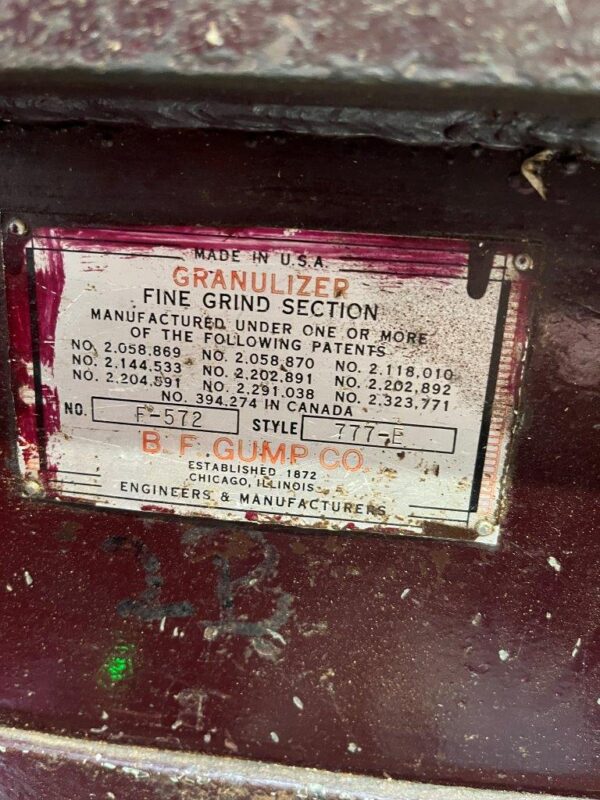 MADE IN U.S.A.
GRANULIZER
FINE GRIND SECTION
MANUFACTURED UNDER ONE OR MORE
OF THE FOLLOWING PATENTS
NO. 2.058.869 NO. 2.058.870 NO. 2.118.010
NO. 2.144.533 NO. 2.202.891 NO. 2.202.892
NO. 2.204.591 NO. 2.291.038 NO. 2.323.771
NO. 394.274 IN CANADA
NO. F-572 STYLE 777-E
B. F. GUMP CO.
ESTABLISHED 1872
CHICAGO, ILLINOIS
ENGINEERS & MANUFACTURERS
2B